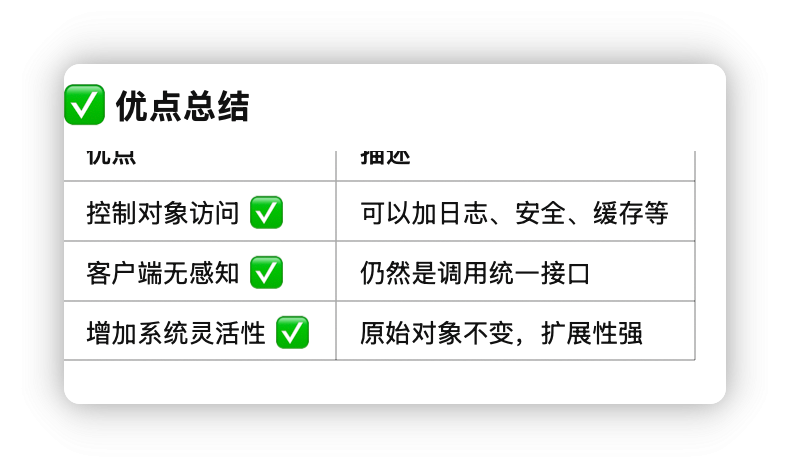 ✅ 优点总结
优点 描述
控制对象访问 ✅ 可以加日志、安全、缓存等
客户端无感知 ✅ 仍然是调用统一接口
增加系统灵活性 ✅ 原始对象不变，扩展性强